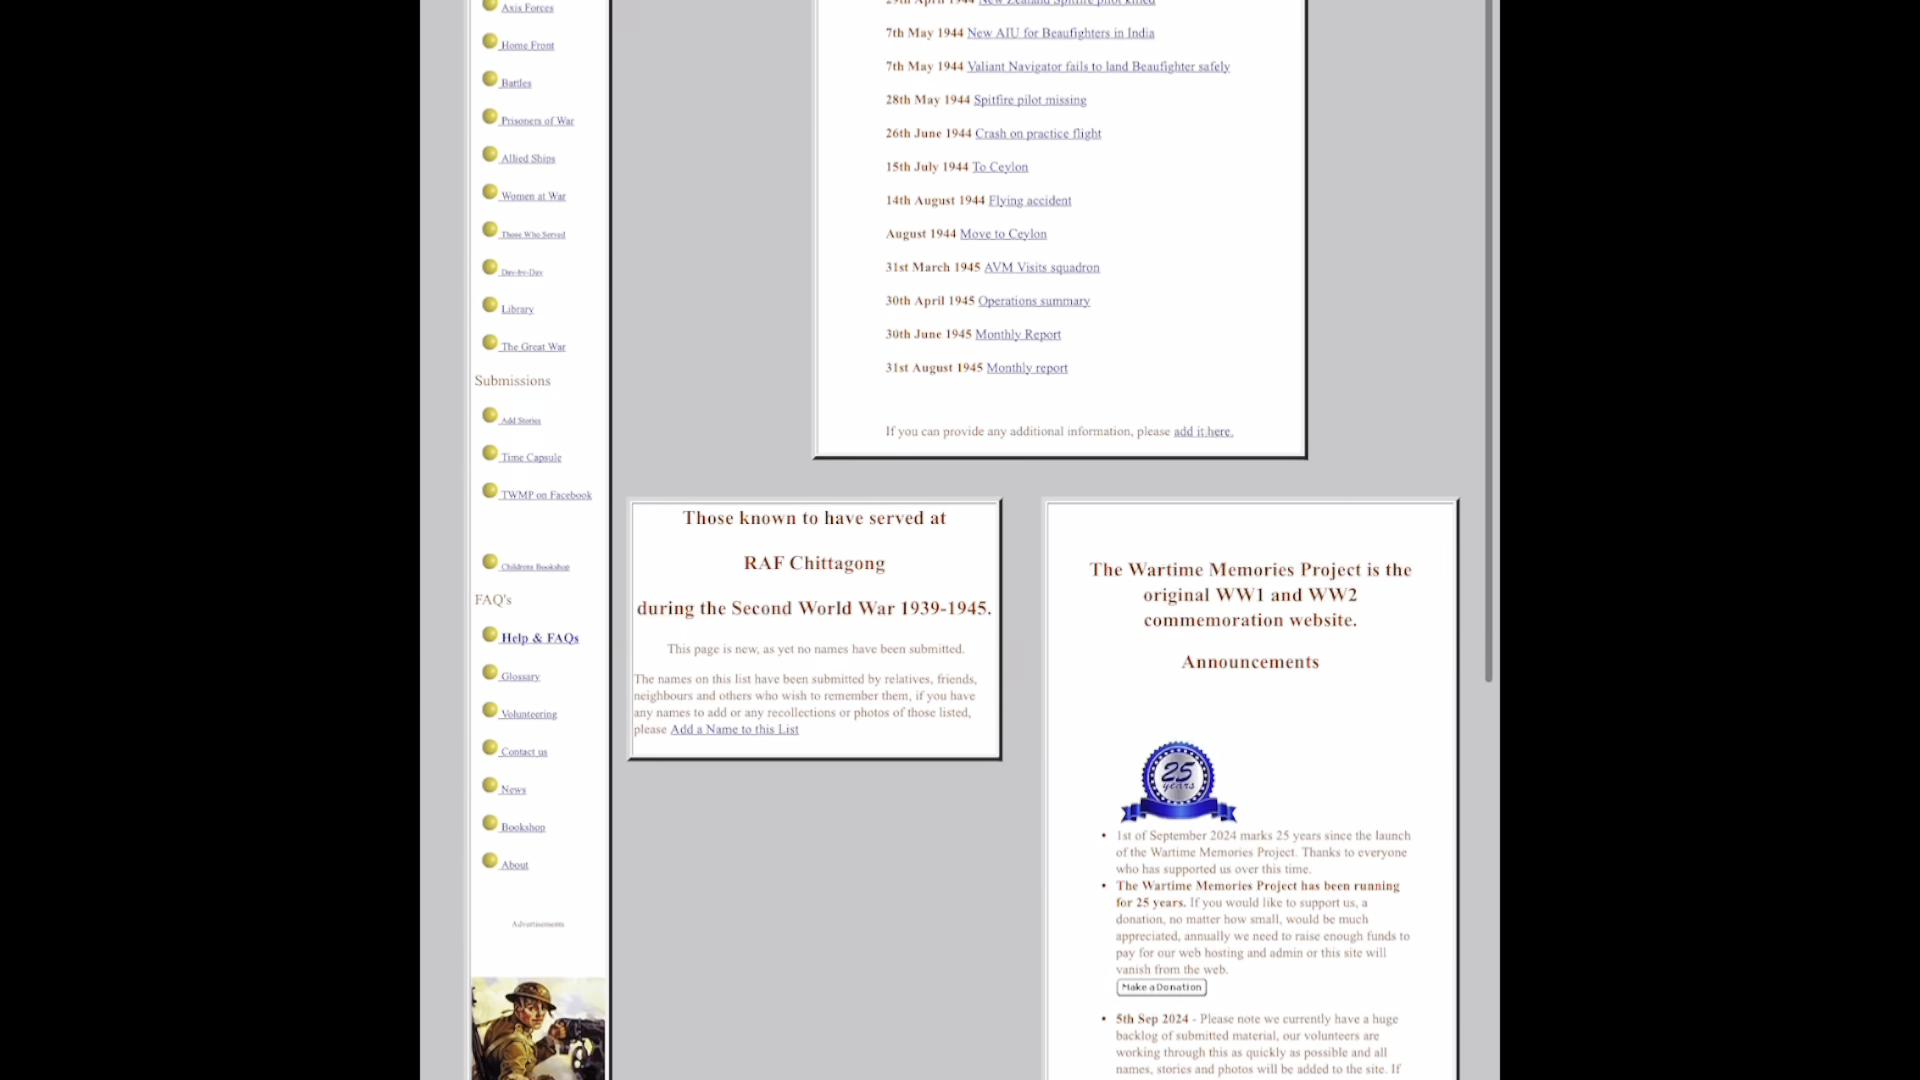 Axis Forces
Home Front
Battles
Prisoners of War
Allied Ships
Women at War
Those Who Served
Day-by-Day
Library
The Great War
Submissions
Add Stories
Time Capsule
TWMP on Facebook
Childrens Bookshop
FAQ's
Help & FAQs
Glossary
Volunteering
Contact us
News
Bookshop
About
Advertisements
29th April 1944 New Zealand Spitfire pilot killed
7th May 1944 New AIU for Beaufighters in India
7th May 1944 Valiant Navigator fails to land Beaufighter safely
28th May 1944 Spitfire pilot missing
26th June 1944 Crash on practice flight
15th July 1944 To Ceylon
14th August 1944 Flying accident
August 1944 Move to Ceylon
31st March 1945 AVM Visits squadron
30th April 1945 Operations summary
30th June 1945 Monthly Report
31st August 1945 Monthly report
If you can provide any additional information, please add it here.
Those known to have served at
RAF Chittagong
during the Second World War 1939-1945.
This page is new, as yet no names have been submitted.
The names on this list have been submitted by relatives, friends,
neighbours and others who wish to remember them, if you have
any names to add or any recollections or photos of those listed,
please Add a Name to this List
The Wartime Memories Project is the
original WW1 and WW2
commemoration website.
Announcements
25
years
1st of September 2024 marks 25 years since the launch
of the Wartime Memories Project. Thanks to everyone
who has supported us over this time.
The Wartime Memories Project has been running
for 25 years. If you would like to support us, a
donation, no matter how small, would be much
appreciated, annually we need to raise enough funds to
pay for our web hosting and admin or this site will
vanish from the web.
Make a Donation
5th Sep 2024 - Please note we currently have a huge
backlog of submitted material, our volunteers are
working through this as quickly as possible and all
names, stories and photos will be added to the site. If